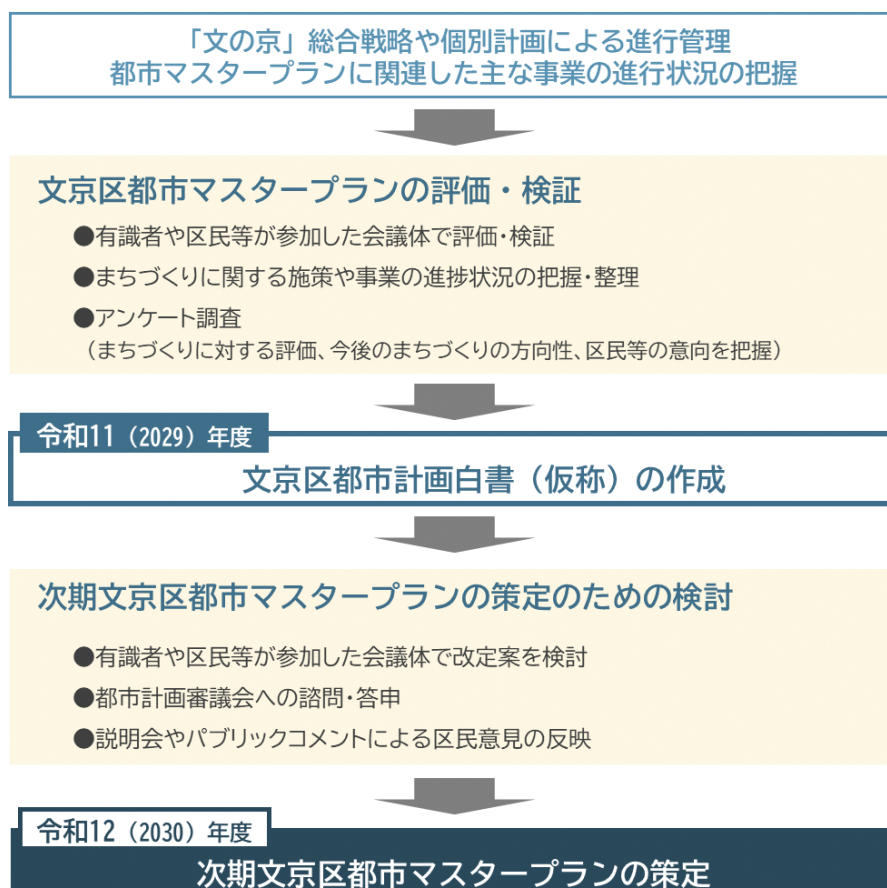 「文の京」総合戦略や個別計画による進行管理
都市マスタープランに関連した主な事業の進行状況の把握
文京区都市マスタープランの評価・検証
●有識者や区民等が参加した会議体で評価・検証
●まちづくりに関する施策や事業の進捗状況の把握・整理
●アンケート調査
（まちづくりに対する評価、今後のまちづくりの方向性、区民等の意向を把握）
令和11（2029）年度
文京区都市計画白書（仮称）の作成
次期文京区都市マスタープランの策定のための検討
●有識者や区民等が参加した会議体で改定案を検討
●都市計画審議会への諮問・答申
●説明会やパブリックコメントによる区民意見の反映
令和12（2030）年度
次期文京区都市マスタープランの策定